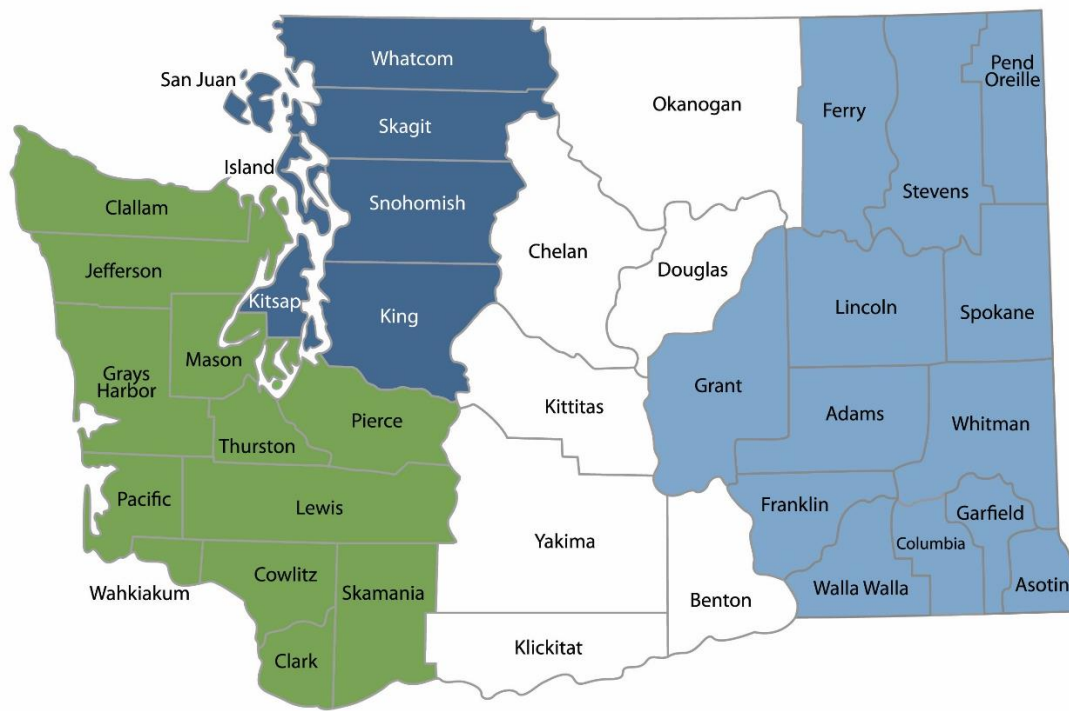 Whatcom
San Juan
Pend
Oreille
Okanogan
Ferry
Skagit
Island
Stevens
Snohomish
Clallam
Chelan
Douglas
Jefferson
Kitsap
Lincoln
King
Spokane
Mason
Grays
Harbor
Grant
Kittitas
Adams
Pierce
Whitman
Thurston
Pacific
Franklin
Lewis
Garfield
Yakima
Columbia
Cowlitz
Wahkiakum
Skamania
Walla Walla
Asotin
Benton
Klickitat
Clark